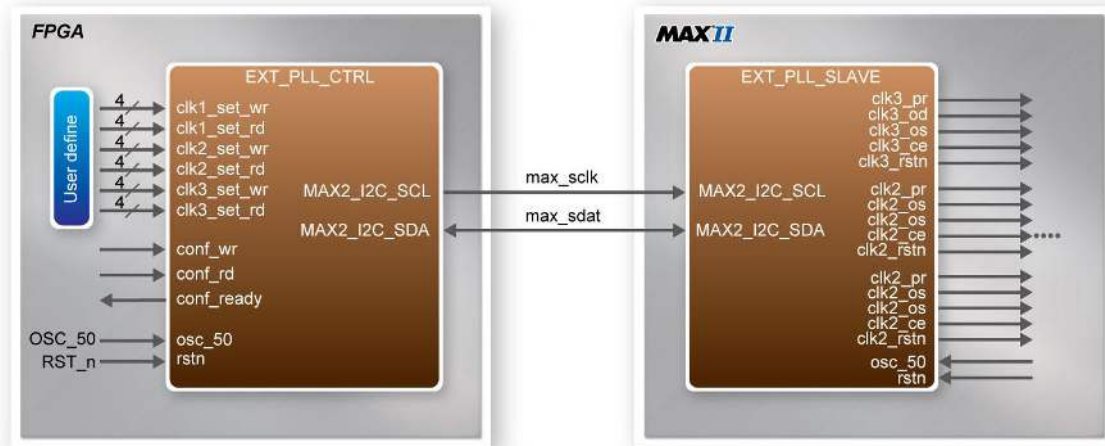 FPGA
EXT_PLL_CTRL
User define
4
clk1_set_wr
4
clk1_set_rd
4
clk2_set_wr
4
clk2_set_rd
4
clk3_set_wr
4
clk3_set_rd
MAX2_I2C_SCL
MAX2_I2C_SDA
conf_wr
conf_rd
conf_ready
OSC_50
osc_50
RST_n
rstn
max_sclk
max_sdat
MAX II
EXT_PLL_SLAVE
MAX2_I2C_SCL
MAX2_I2C_SDA
clk3_pr
clk3_od
clk3_os
clk3_ce
clk3_rstn
clk2_pr
clk2_os
clk2_os
clk2_ce
clk2_rstn
clk2_pr
clk2_os
clk2_os
clk2_ce
clk2_rstn
osc_50
rstn